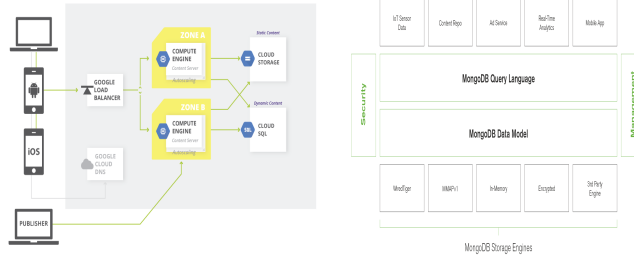 ZONE A
Static Content
COMPUTE
ENGINE
Content Server
Autoscaling
CLOUD
STORAGE
GOOGLE
LOAD
BALANCER
ZONE B
COMPUTE
ENGINE
Content Server
Autoscaling
Dynamic Content
SQL
CLOUD
SQL
iOS
GOOGLE
CLOUD
DNS
PUBLISHER
IoT Sensor
Data
Content Repo
Ad Service
Real-Time
Analytics
Mobile App
Security
MongoDB Query Language
MongoDB Data Model
Management
WiredTiger
MMAPv1
In-Memory
Encrypted
3rd Party
Engine
MongoDB Storage Engines